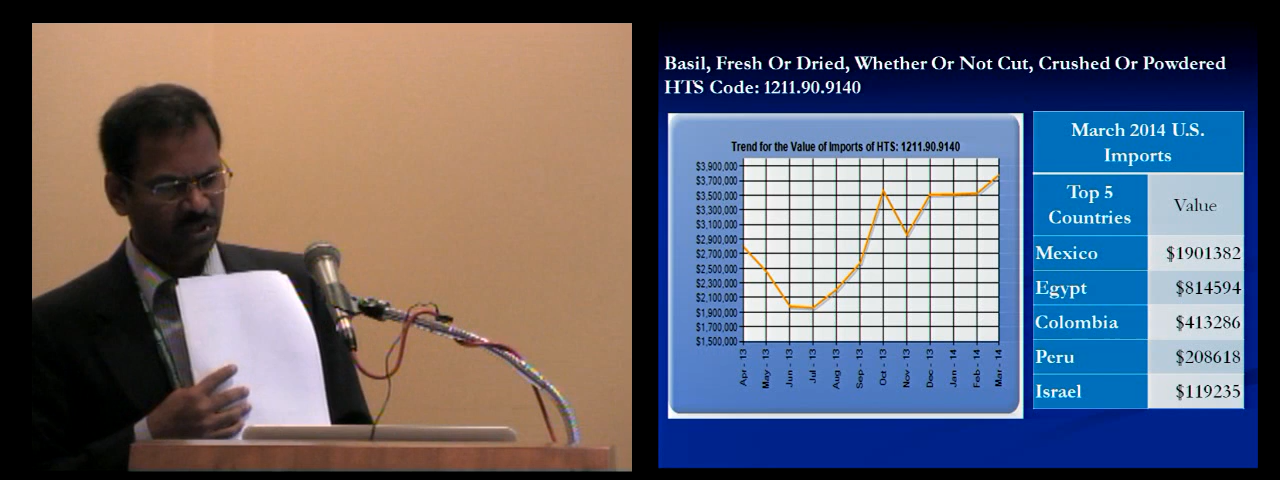 Basil, Fresh Or Dried, Whether Or Not Cut, Crushed Or Powdered
HTS Code: 1211.90.9140
Trend for the Value of Imports of HTS: 1211.90.9140
$3,900,000
$3,700,000
$3,500,000
$3,300,000
$3,100,000
$2,900,000
$2,700,000
$2,500,000
$2,300,000
$2,100,000
$1,900,000
$1,700,000
$1,500,000
Apr - 13
May - 13
Jun - 13
Jul - 13
Aug - 13
Sep - 13
Oct - 13
Nov - 13
Dec - 13
Jan - 14
Feb - 14
Mar - 14
March 2014 U.S.
Imports
Top 5
Countries
Value
Mexico $1901382
Egypt $814594
Colombia $413286
Peru $208618
Israel $119235